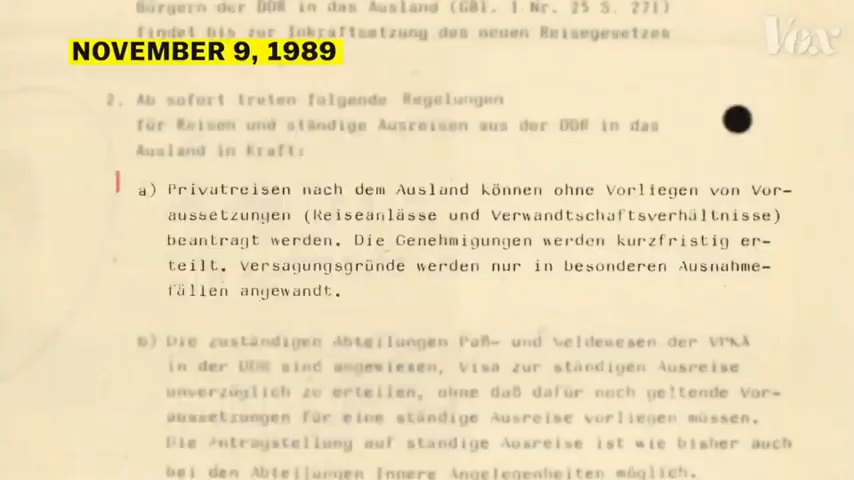 Bürgern der DDR in das Ausland (GBl. I Nr. 25 S. 271)
findet bis zur Inkraftsetzung des neuen Reisegesetzes
NOVEMBER 9, 1989
Vox
2. Ab sofort treten folgende Regelungen
für Reisen und ständige Ausreisen aus der DDR in das
Ausland in Kraft:
a) Privatreisen nach dem Ausland können ohne Vorliegen von Vor-
aussetzungen (Reiseanlässe und Verwandtschaftsverhältnisse)
beantragt werden. Die Genehmigungen werden kurzfristig er-
teilt. Versagungsgründe werden nur in besonderen Ausnahme-
fällen angewandt.
b) Die zuständigen Abteilungen Paß- und Meldewesen der VPKÄ
in der DDR sind angewiesen, Visa zur ständigen Ausreise
unverzüglich zu erteilen, ohne daß dafür noch geltende Vor-
aussetzungen für eine ständige Ausreise vorliegen müssen.
Die Antragstellung auf ständige Ausreise ist wie bisher auch
bei den Abteilungen Innere Angelegenheiten möglich.